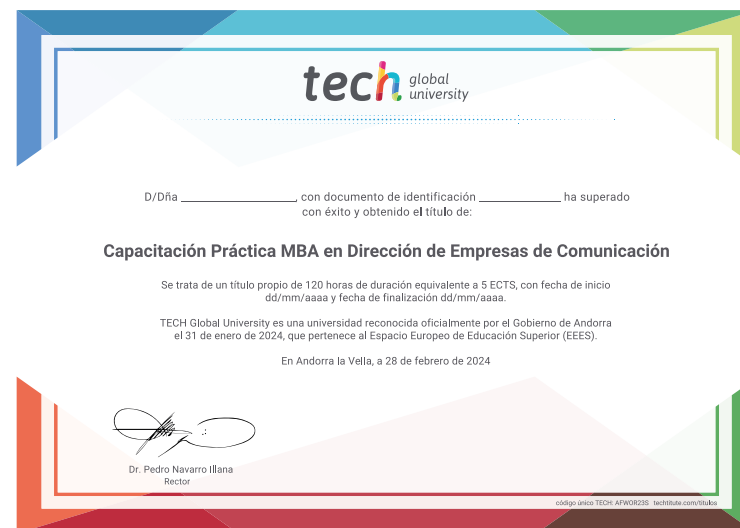 tech global university
D/Dña ______________, con documento de identificación __________ ha superado
con éxito y obtenido el título de:
Capacitación Práctica MBA en Dirección de Empresas de Comunicación
Se trata de un título propio de 120 horas de duración equivalente a 5 ECTS, con fecha de inicio
dd/mm/aaaa y fecha de finalización dd/mm/aaaa.
TECH Global University es una universidad reconocida oficialmente por el Gobierno de Andorra
el 31 de enero de 2024, que pertenece al Espacio Europeo de Educación Superior (EEES).
En Andorra la Vella, a 28 de febrero de 2024
Dr. Pedro Navarro Illana
Rector
código único TECH: AFWOR23S techtitute.com/titulos